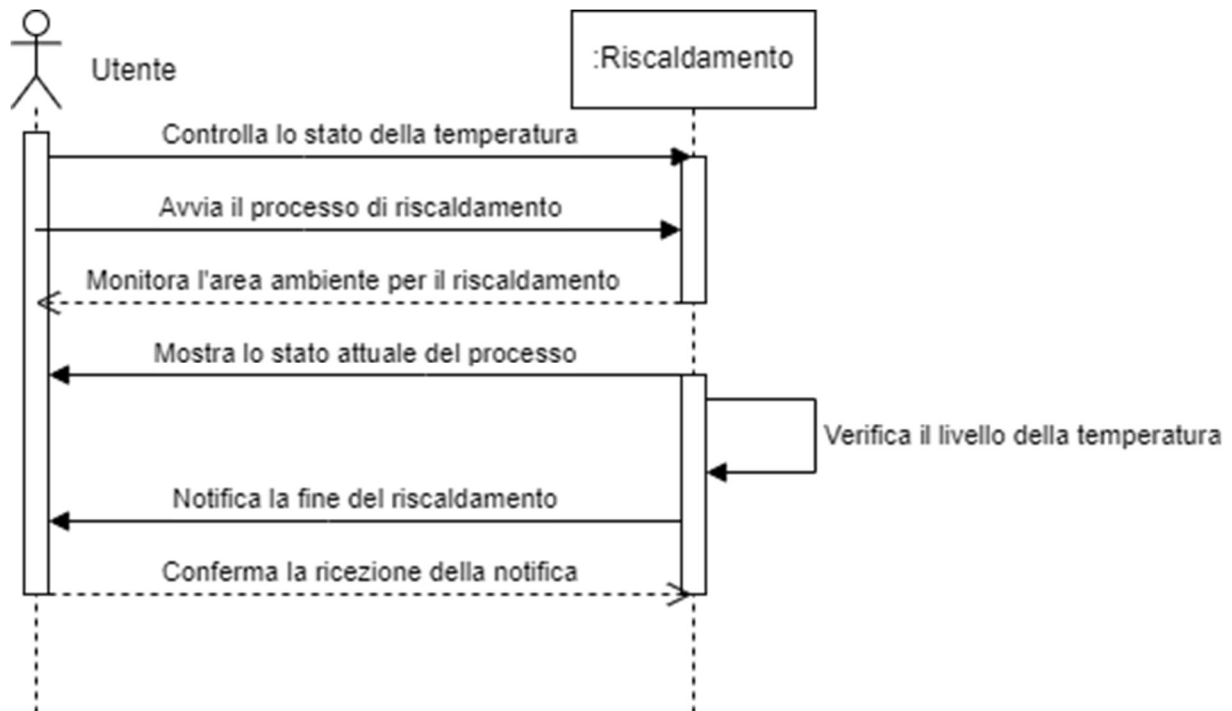 Utente
:Riscaldamento
Controlla lo stato della temperatura
Avvia il processo di riscaldamento
Monitora l'area ambiente per il riscaldamento
Mostra lo stato attuale del processo
Verifica il livello della temperatura
Notifica la fine del riscaldamento
Conferma la ricezione della notifica